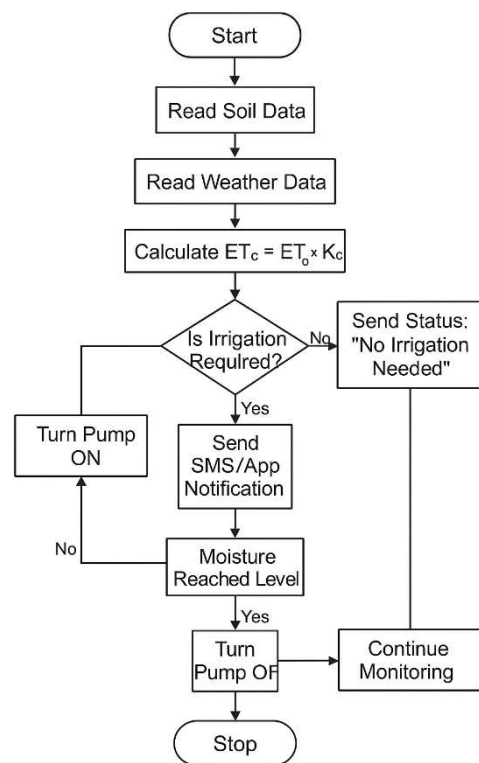 Start
Read Soil Data
Read Weather Data
Calculate ETc = ETo × Kc
Is Irrigation
Requlred?
No
Send Status:
"No Irrigation
Needed"
Yes
Turn Pump
ON
Send
SMS/App
Notification
No
Moisture
Reached Level
Yes
Turn
Pump OF
Continue
Monitoring
Stop